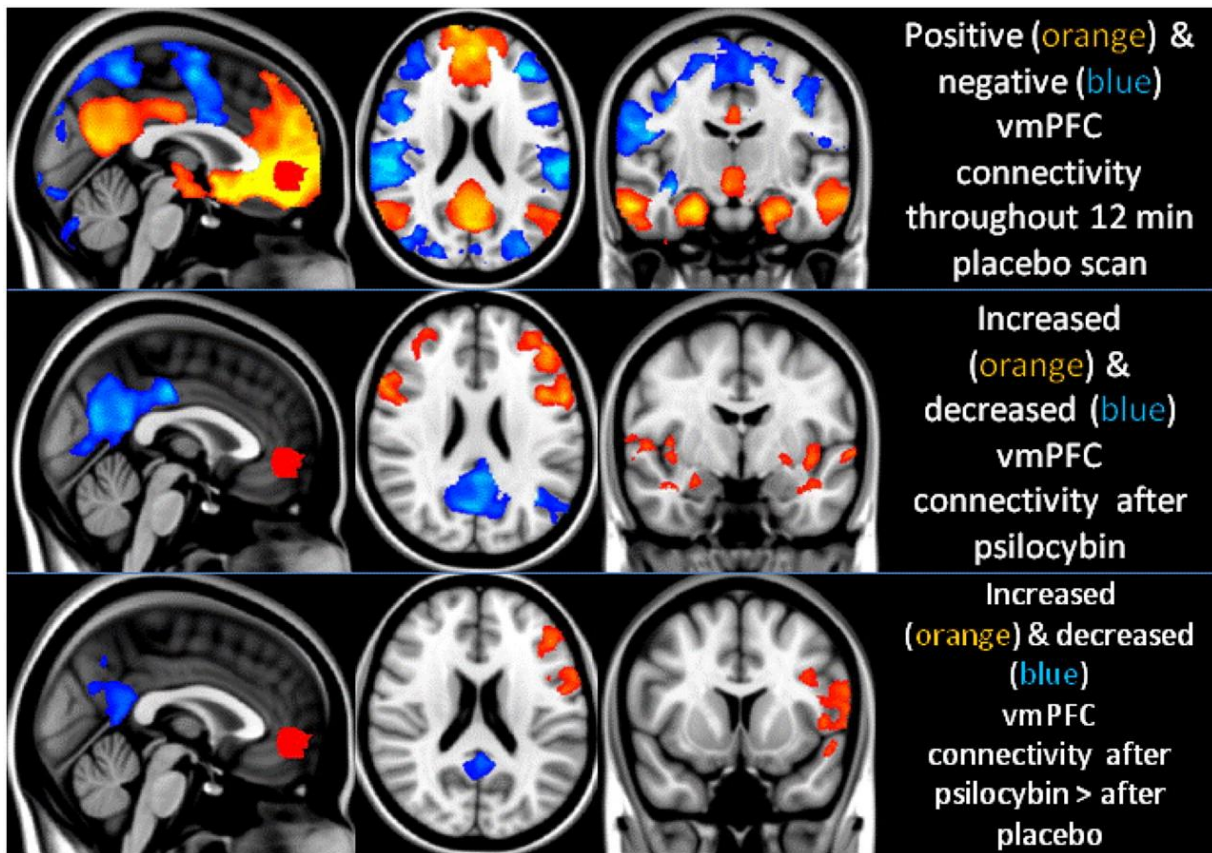 Positive (orange) &
negative (blue)
vmPFC
connectivity
throughout 12 min
placebo scan
Increased
(orange) &
decreased (blue)
vmPFC
connectivity after
psilocybin
Increased
(orange) & decreased
(blue)
vmPFC
connectivity after
psilocybin > after
placebo